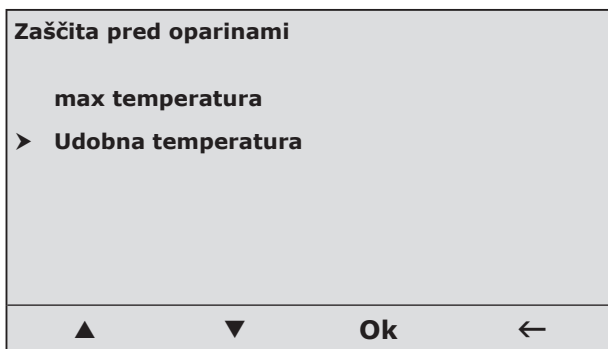 Zaščita pred oparinami
max temperatura
➤ Udobna temperatura
▲ ▼ Ok ←